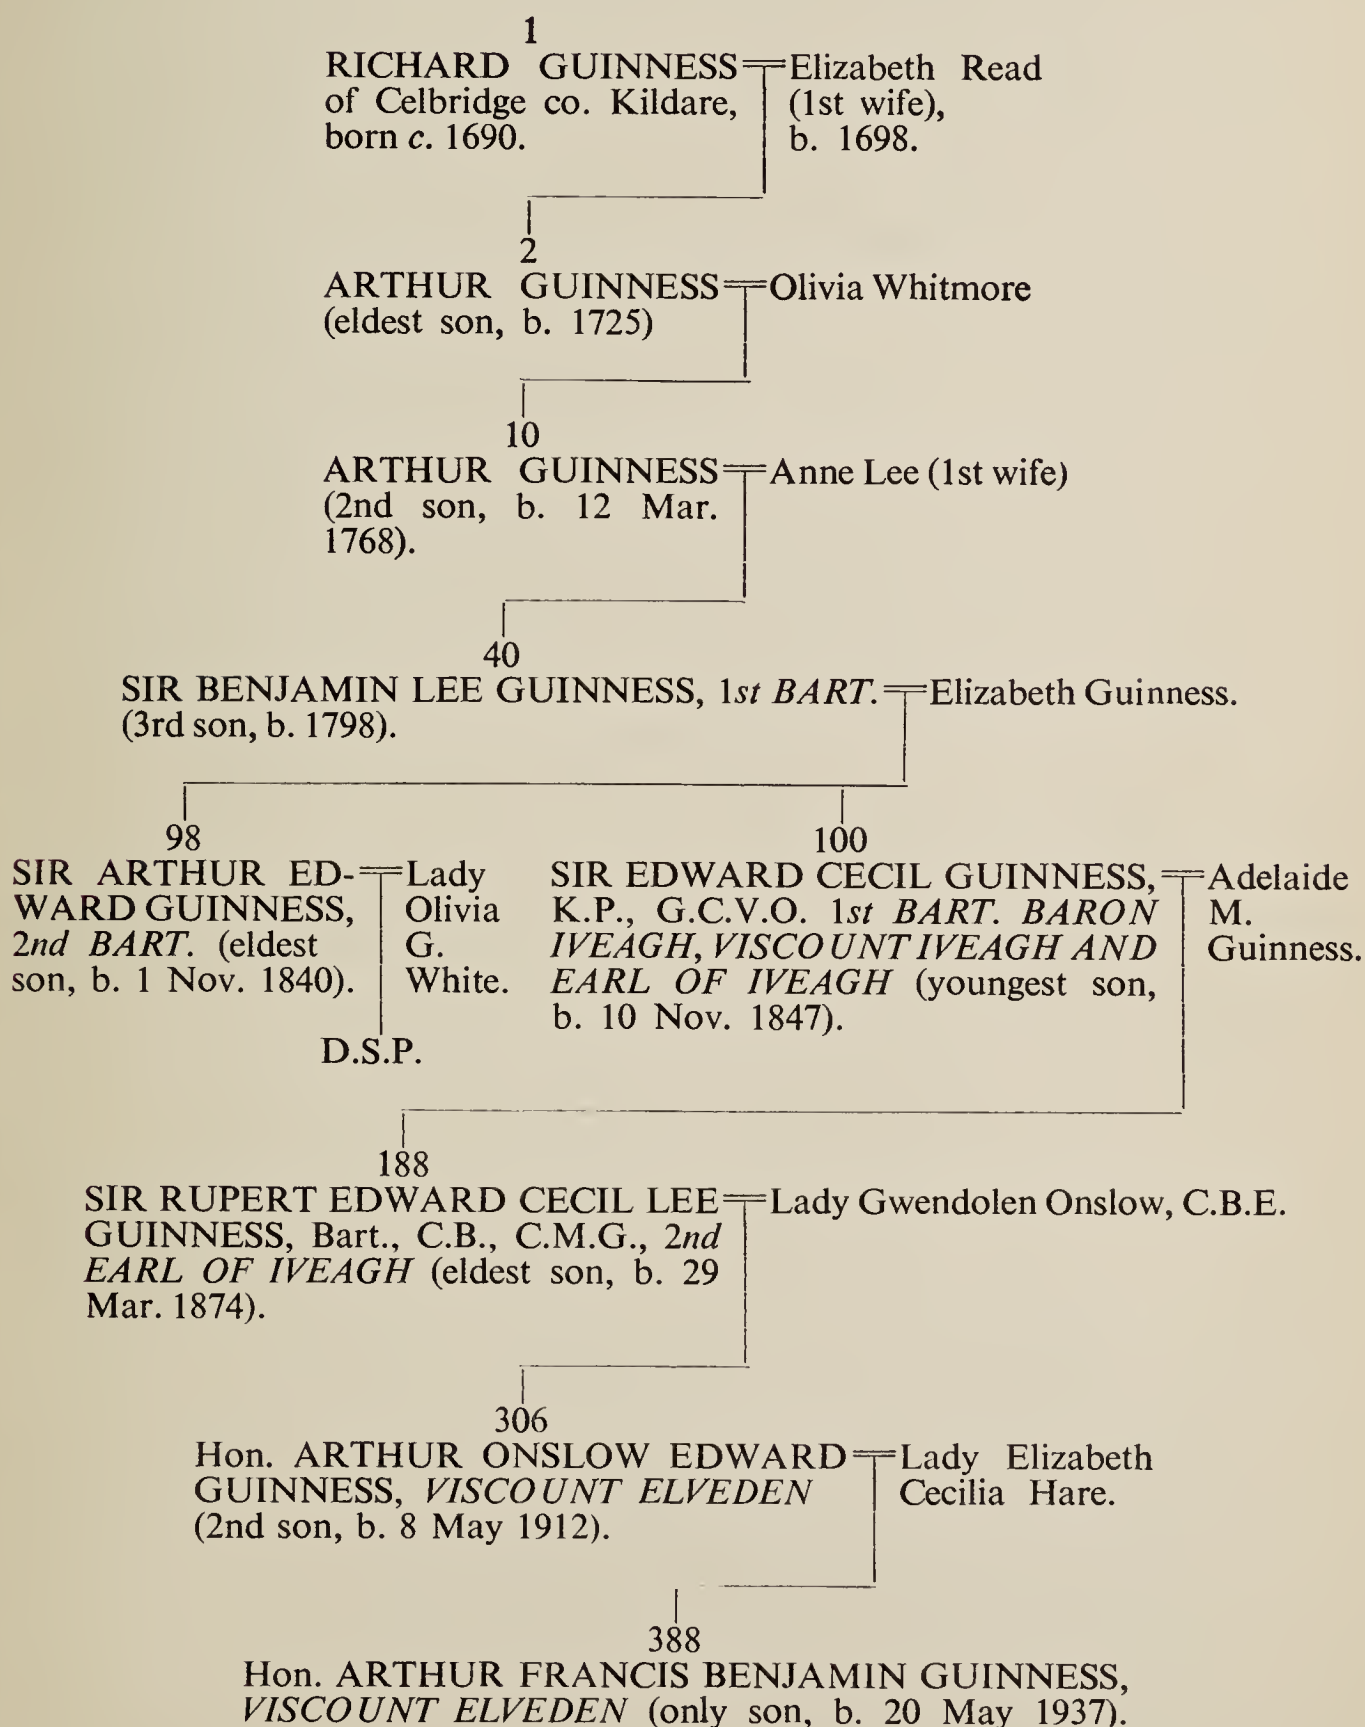 1
RICHARD GUINNESS Elizabeth Read
of Celbridge co. Kildare, (1st wife),
born c. 1690. b. 1698.
2
ARTHUR GUINNESS Olivia Whitmore
(eldest son, b. 1725)
10
ARTHUR GUINNESS Anne Lee (1st wife)
(2nd son, b. 12 Mar.
1768).
40
SIR BENJAMIN LEE GUINNESS, 1st BART. Elizabeth Guinness.
(3rd son, b. 1798).
98
SIR ARTHUR ED-
WARD GUINNESS,
2nd BART. (eldest
son, b. 1 Nov. 1840).
Lady
Olivia
G.
White.
D.S.P.
100
SIR EDWARD CECIL GUINNESS,
K.P., G.C.V.O. 1st BART. BARON
IVEAGH, VISCOUNT IVEAGH AND
EARL OF IVEAGH (youngest son,
b. 10 Nov. 1847).
Adelaide
M.
Guinness.
188
SIR RUPERT EDWARD CECIL LEE Lady Gwendolen Onslow, C.B.E.
GUINNESS, Bart., C.B., C.M.G., 2nd
EARL OF IVEAGH (eldest son, b. 29
Mar. 1874).
306
Hon. ARTHUR ONSLOW EDWARD Lady Elizabeth
GUINNESS, VISCOUNT ELVEDEN Cecilia Hare.
(2nd son, b. 8 May 1912).
388
Hon. ARTHUR FRANCIS BENJAMIN GUINNESS,
VISCOUNT ELVEDEN (only son, b. 20 May 1937).